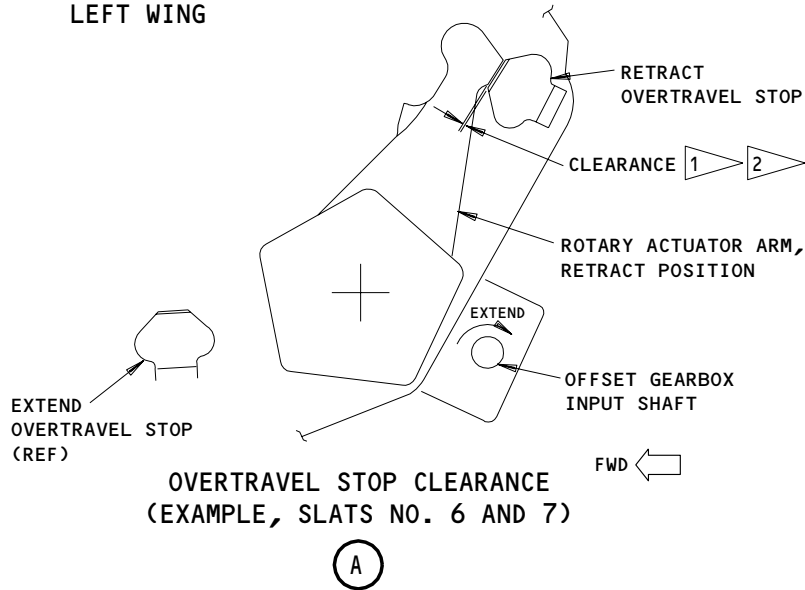 LEFT WING
RETRACT
OVERTRAVEL STOP
CLEARANCE 1 2
ROTARY ACTUATOR ARM,
RETRACT POSITION
EXTEND
OFFSET GEARBOX
INPUT SHAFT
EXTEND
OVERTRAVEL STOP
(REF)
FWD
OVERTRAVEL STOP CLEARANCE
(EXAMPLE, SLATS NO. 6 AND 7)
A